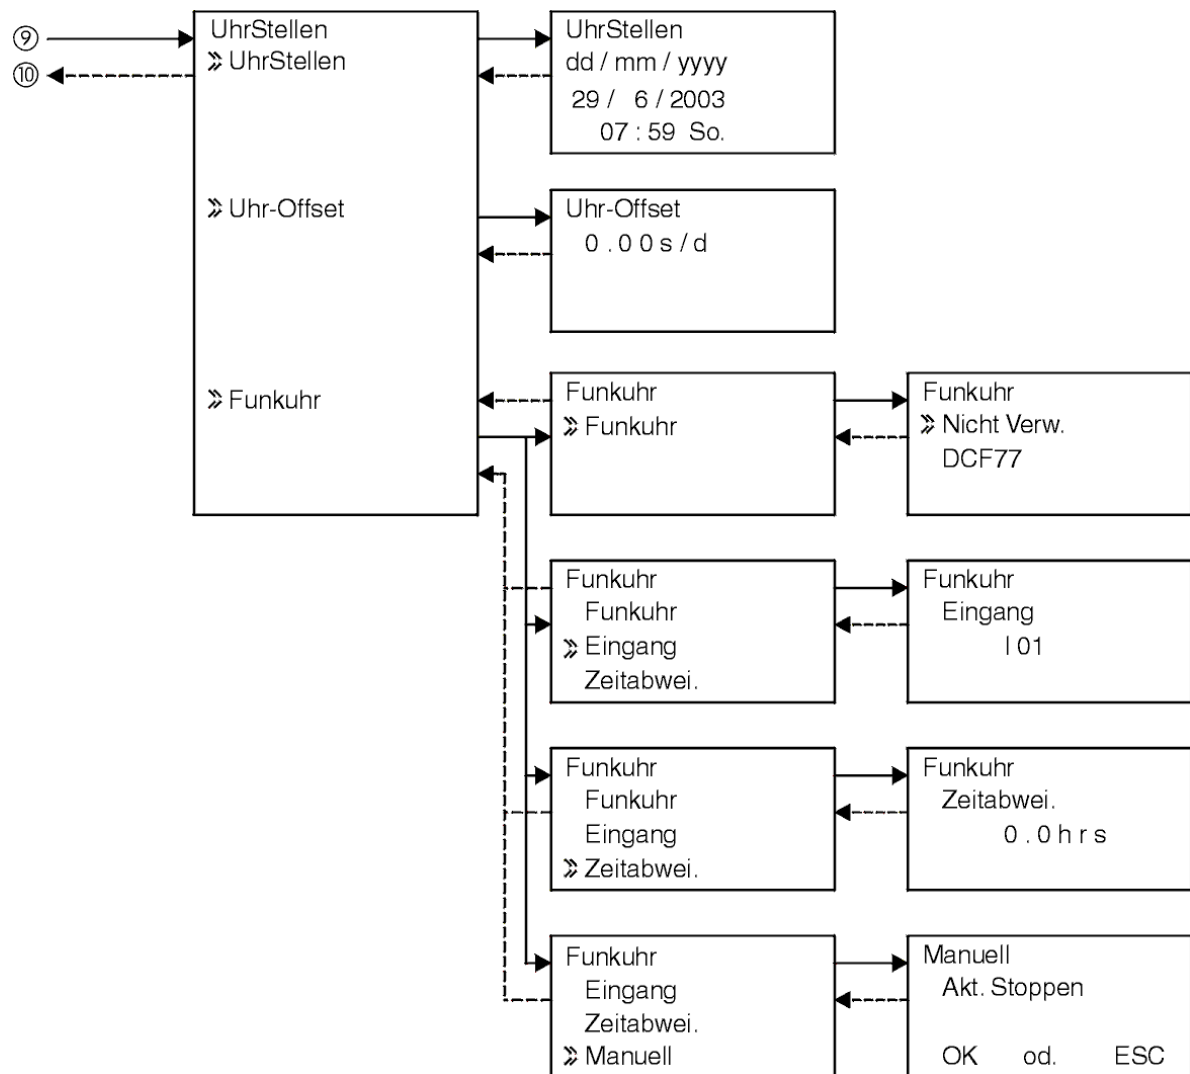 ⑨
⑩
UhrStellen
» UhrStellen
» Uhr-Offset
» Funkuhr
UhrStellen
dd / mm / yyyy
29 / 6 / 2003
07 : 59 So.
Uhr-Offset
0 . 0 0 s / d
Funkuhr
» Funkuhr
Funkuhr
» Nicht Verw.
DCF77
Funkuhr
Funkuhr
» Eingang
Zeitabwei.
Funkuhr
Eingang
I 01
Funkuhr
Funkuhr
Eingang
» Zeitabwei.
Funkuhr
Zeitabwei.
0 . 0 h r s
Funkuhr
Eingang
Zeitabwei.
» Manuell
Manuell
Akt. Stoppen
OK od. ESC